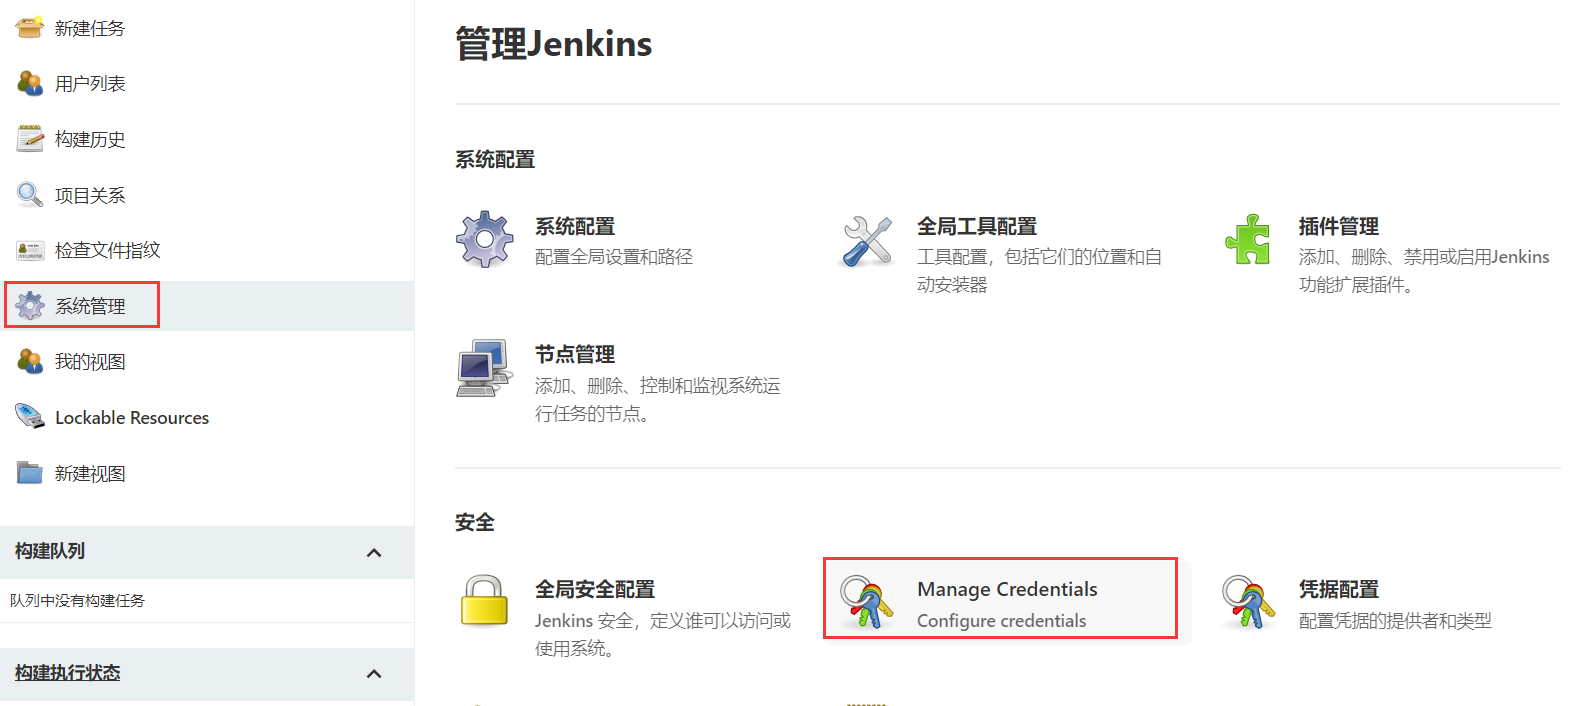 新建任务
用户列表
构建历史
项目关系
检查文件指纹
系统管理
我的视图
Lockable Resources
新建视图
构建队列
队列中没有构建任务
构建执行状态
管理Jenkins
系统配置
系统配置
配置全局设置和路径
全局工具配置
工具配置，包括它们的位置和自
动安装器
插件管理
添加、删除、禁用或启用Jenkins
功能扩展插件。
节点管理
添加、删除、控制和监视系统运
行任务的节点。
安全
全局安全配置
Jenkins 安全，定义谁可以访问或
使用系统。
Manage Credentials
Configure credentials
凭据配置
配置凭据的提供者和类型